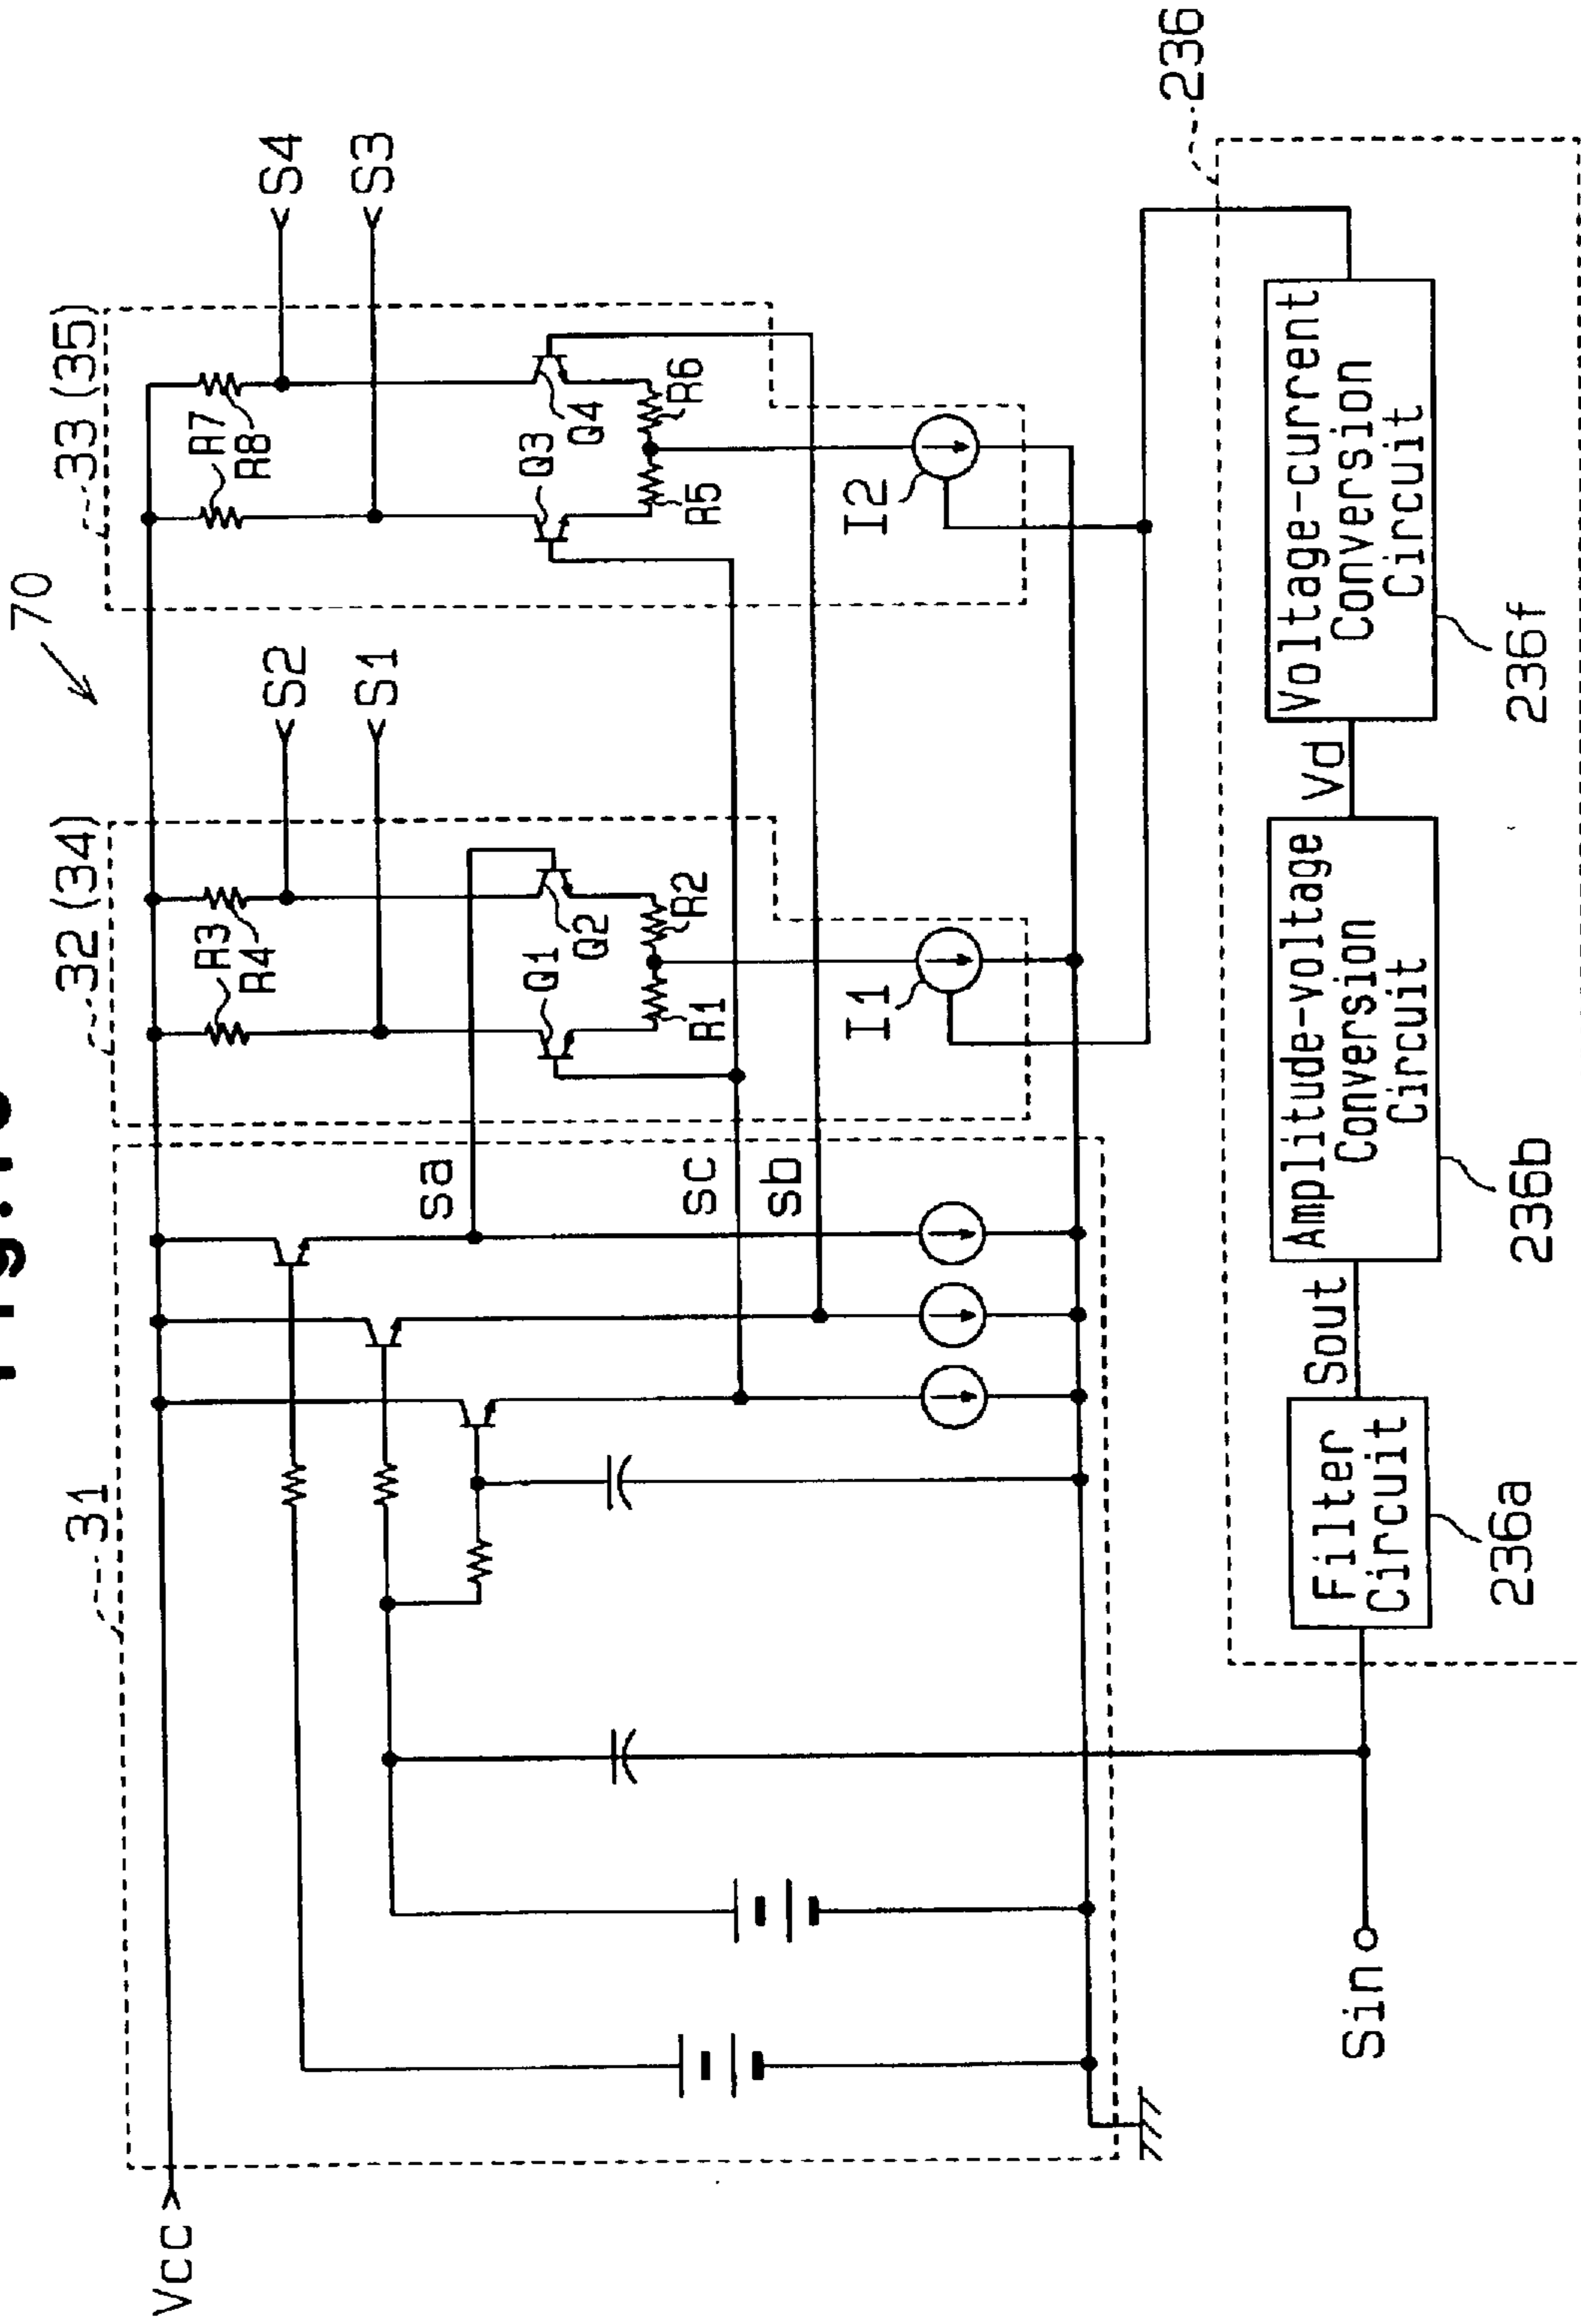 70
31
32 (34)
33 (35)
Vcc
R3
R4
S2
S1
R7
R8
S4
S3
sa
Q1
Q2
Q3
Q4
R1
R2
R5
R6
sc
sb
I1
I2
236
Sin
Filter
Circuit
236a
Sout
Amplitude-voltage
Conversion
Circuit
236b
Vd
Voltage-current
Conversion
Circuit
236f